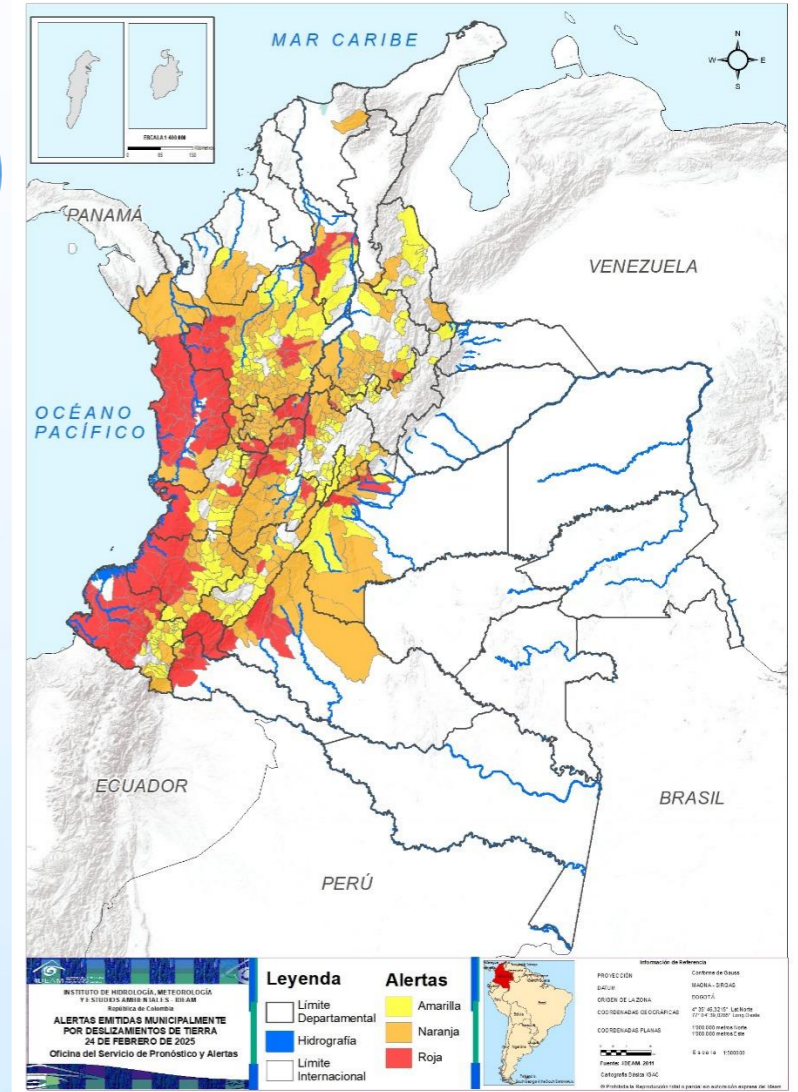 MAR CARIBE
N
W
E
S
PANAMÁ
VENEZUELA
OCÉANO
PACÍFICO
ECUADOR
BRASIL
PERÚ
INSTITUTO DE HIDROLOGÍA, METEOROLOGÍA
Y ESTUDIOS AMBIENTALES - IDEAM
República de Colombia
ALERTAS EMITIDAS MUNICIPALMENTE
POR DESLIZAMIENTOS DE TIERRA
24 DE FEBRERO DE 2025
Oficina del Servicio de Pronóstico y Alertas
Leyenda
Límite
Departamental
Hidrografía
Límite
Internacional
Alertas
Amarilla
Naranja
Roja
Información de Referencia
PROYECCIÓN
Conforme de Gauss
DATUM
MAGNA - SIRGAS
ORIGEN DE LA ZONA
BOGOTÁ
COORDENADAS GEOGRÁFICAS
COORDENADAS PLANAS
1'000.000 metros Norte
1'000.000 metros Este
Fuente: IDEAM, 2011
Cartografía Básica IGAC